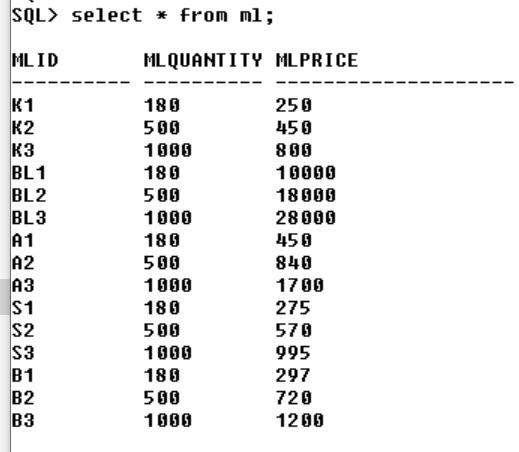 SQL> select * from ml;
MLID MLQUANTITY MLPRICE
---------- ---------- --------------------
K1 180 250
K2 500 450
K3 1000 800
BL1 180 10000
BL2 500 18000
BL3 1000 28000
A1 180 450
A2 500 840
A3 1000 1700
S1 180 275
S2 500 570
S3 1000 995
B1 180 297
B2 500 720
B3 1000 1200